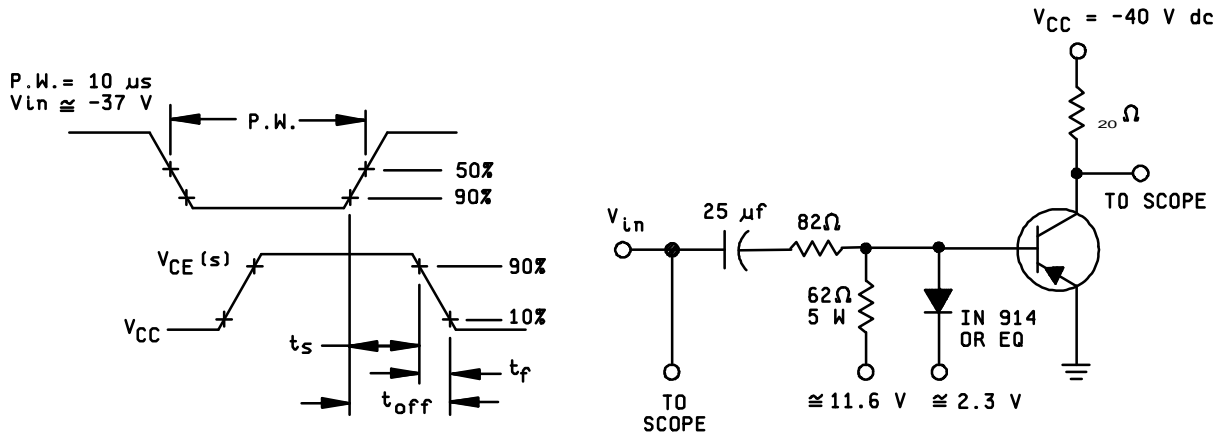 P.W.= 10 µs
Vin ≅ -37 V
P.W.
50%
90%
VCE (s)
90%
VCC
10%
ts
tf
toff
VCC = -40 V dc
20 Ω
TO SCOPE
Vin
25 µf
82Ω
62Ω
5 W
IN 914
OR EQ
TO
SCOPE
≅ 11.6 V
≅ 2.3 V